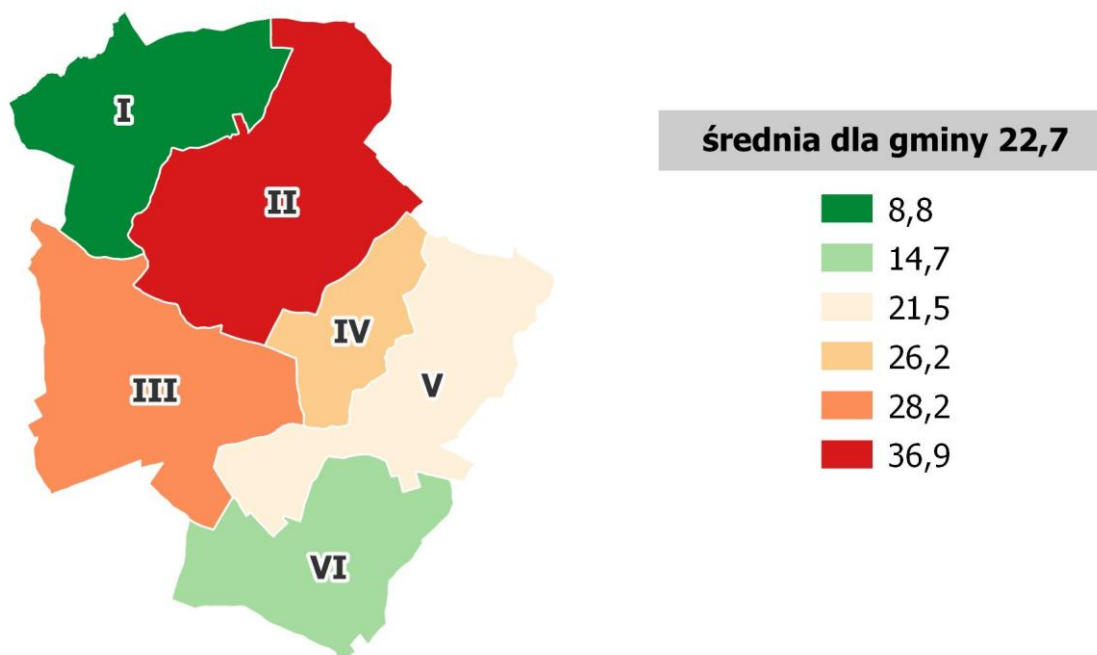 I
II
III
IV
V
VI
średnia dla gminy 22,7
8,8
14,7
21,5
26,2
28,2
36,9